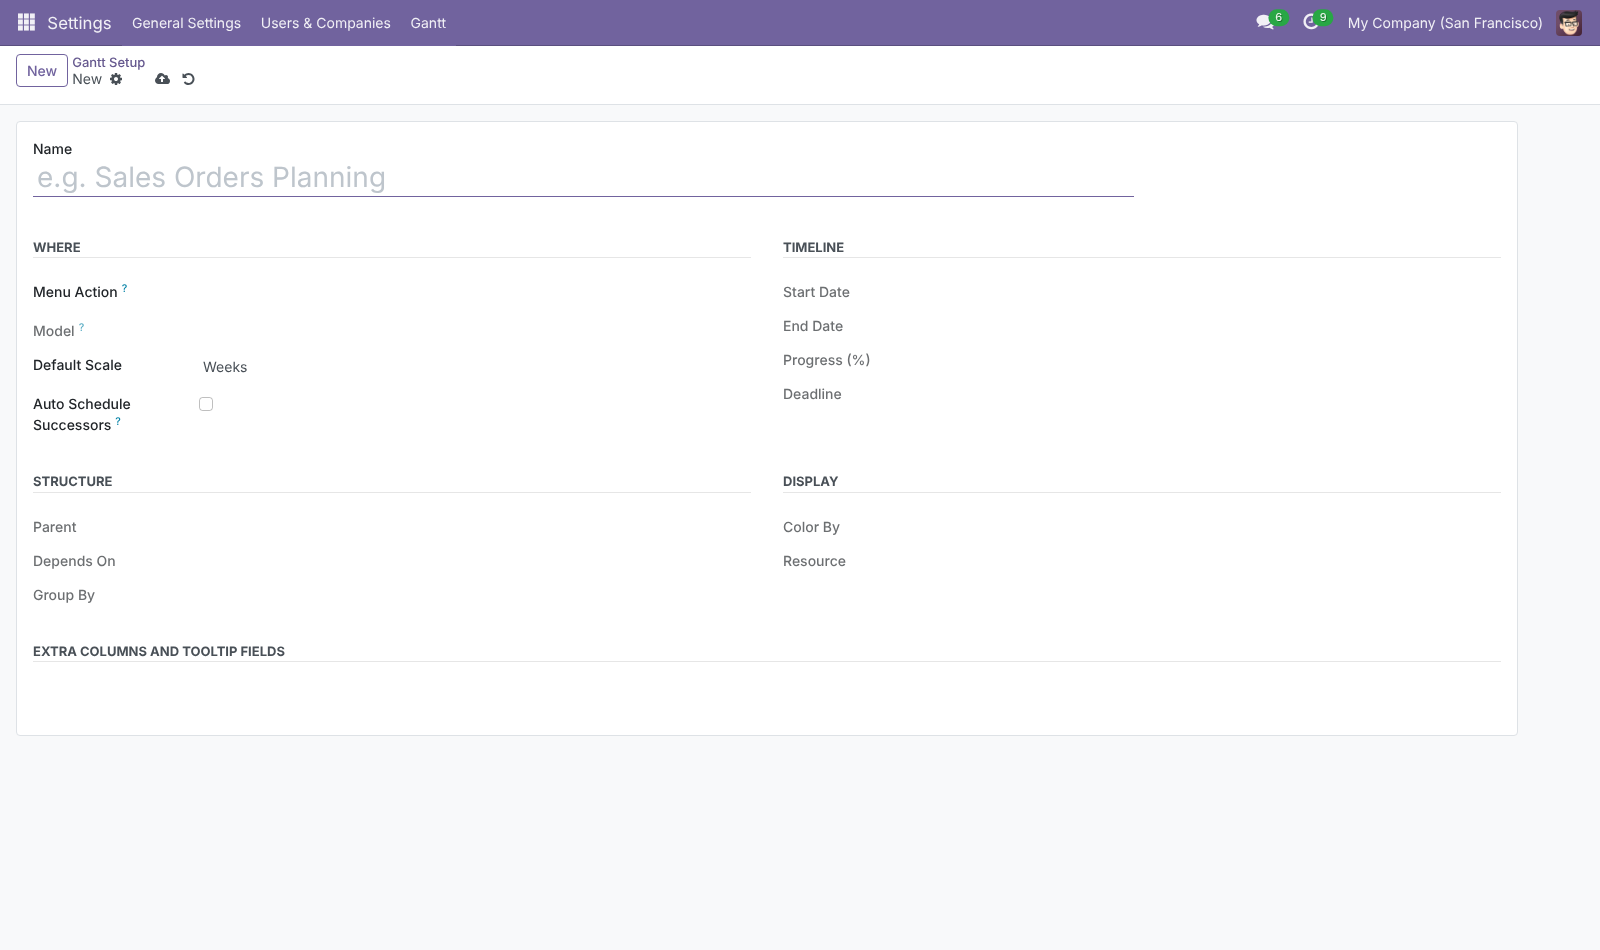 Settings General Settings Users & Companies Gantt 6 9 My Company (San Francisco)
New Gantt Setup
New
Name
e.g. Sales Orders Planning
WHERE
Menu Action ?
Model ?
Default Scale Weeks
Auto Schedule
Successors ?
TIMELINE
Start Date
End Date
Progress (%)
Deadline
STRUCTURE
Parent
Depends On
Group By
DISPLAY
Color By
Resource
EXTRA COLUMNS AND TOOLTIP FIELDS